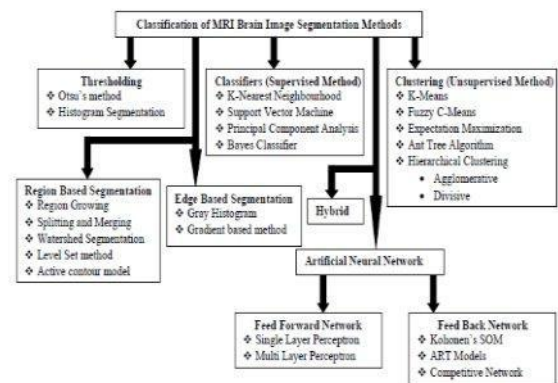 Classification of MRI Brain Image Segmentation Methods
Thresholding
❖ Otsu's method
❖ Histogram Segmentation
Classifiers (Supervised Method)
❖ K-Nearest Neighbourhood
❖ Support Vector Machine
❖ Principal Component Analysis
❖ Bayes Classifier
Clustering (Unsupervised Method)
❖ K-Means
❖ Fuzzy C-Means
❖ Expectation Maximization
❖ Ant Tree Algorithm
❖ Hierarchical Clustering
• Agglomerative
• Divisive
Region Based Segmentation
❖ Region Growing
❖ Splitting and Merging
❖ Watershed Segmentation
❖ Level Set method
❖ Active contour model
Edge Based Segmentation
❖ Gray Histogram
❖ Gradient based method
Hybrid
Artificial Neural Network
Feed Forward Network
❖ Single Layer Perceptron
❖ Multi Layer Perceptron
Feed Back Network
❖ Kohonen's SOM
❖ ART Models
❖ Competitive Network